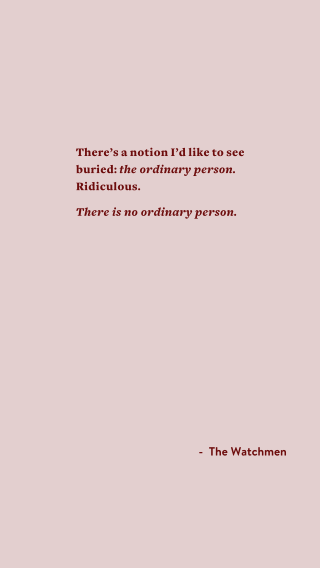 There’s a notion I’d like to see
buried: the ordinary person.
Ridiculous.
There is no ordinary person.
- The Watchmen